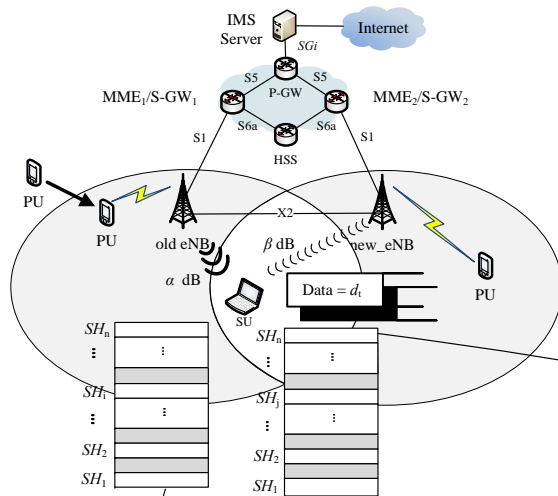 IMS
Server
Internet
SGi
S5
S5
P-GW
MME₁/S-GW₁
MME₂/S-GW₂
S6a
S6a
HSS
S1
S1
PU
PU
old eNB
X2
new_eNB
PU
α dB
β dB
SU
Data = dₜ
SHₙ
...
...
SHᵢ
...
...
SH₂
SH₁
SHₙ
...
...
SHⱼ
...
...
SH₂
SH₁